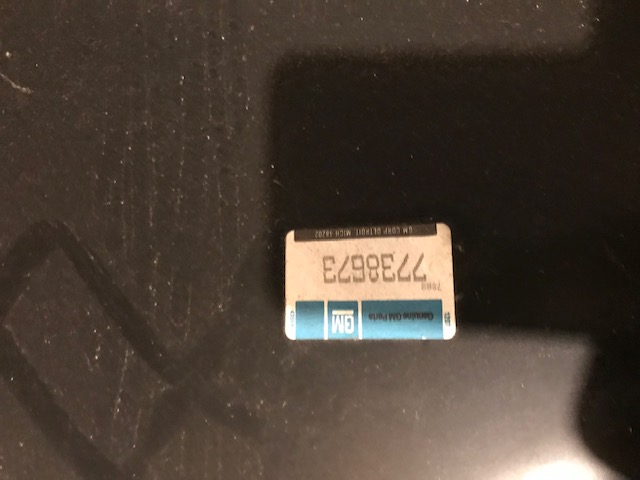 Genuine GM Parts GM
7738673
GM CORP DETROIT MICH 48202